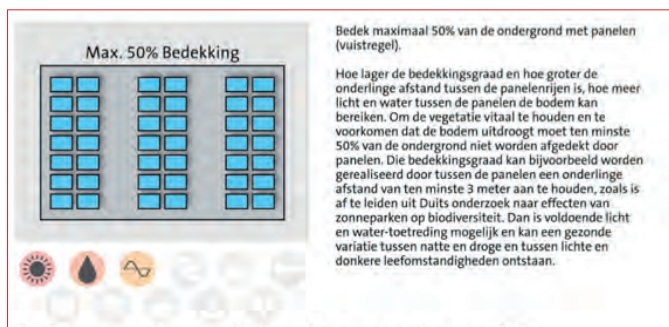 Max. 50% Bedekking
Bedek maximaal 50% van de ondergrond met panelen
(vuistregel).
Hoe lager de bedekkingsgraad en hoe groter de
onderlinge afstand tussen de panelenrijen is, hoe meer
licht en water tussen de panelen de bodem kan
bereiken. Om de vegetatie vitaal te houden en te
voorkomen dat de bodem uitdroogt moet ten minste
50% van de ondergrond niet worden afgedekt door
panelen. Die bedekkingsgraad kan bijvoorbeeld worden
gerealiseerd door tussen de panelen een onderlinge
afstand van ten minste 3 meter aan te houden, zoals is
af te leiden uit Duits onderzoek naar effecten van
zonneparken op biodiversiteit. Dan is voldoende licht
en water-toetreding mogelijk en kan een gezonde
variatie tussen natte en droge en tussen lichte en
donkere leefomstandigheden ontstaan.